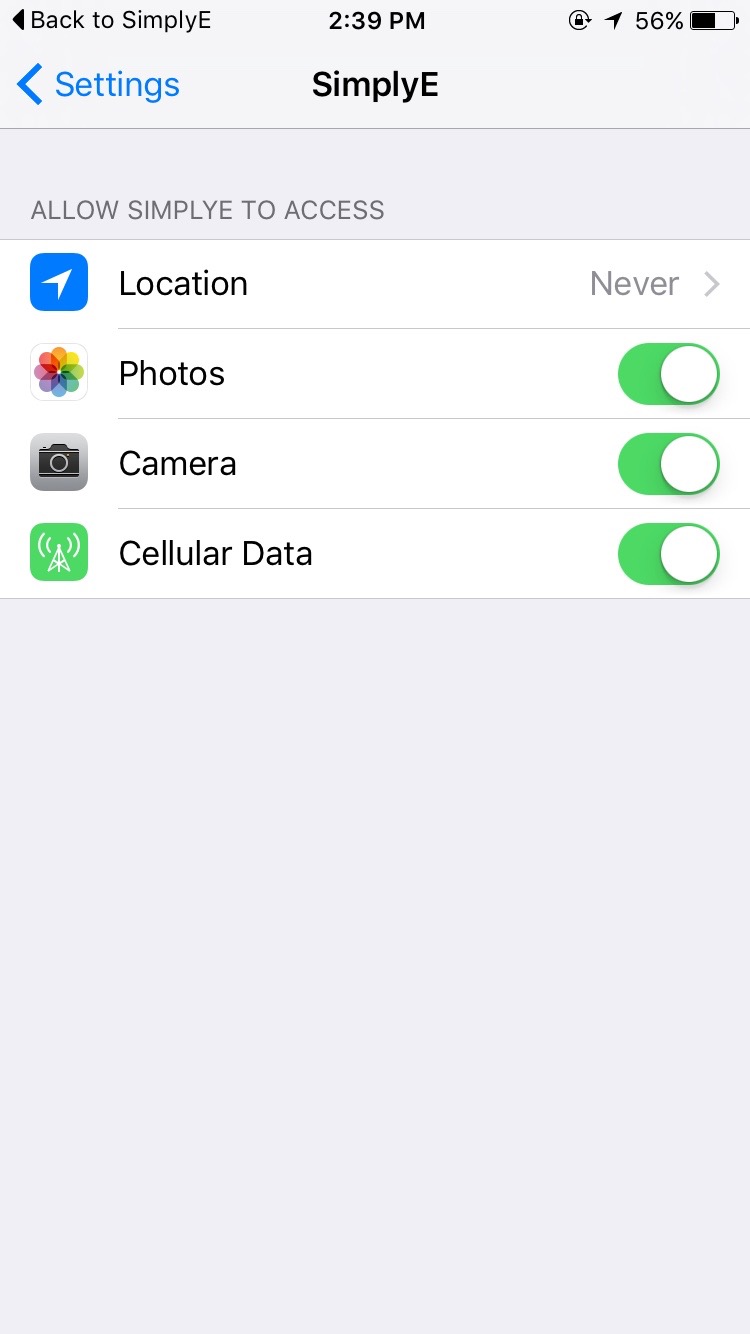 Back to SimplyE 2:39 PM 56%
Settings SimplyE
ALLOW SIMPLYE TO ACCESS
Location Never
Photos
Camera
Cellular Data